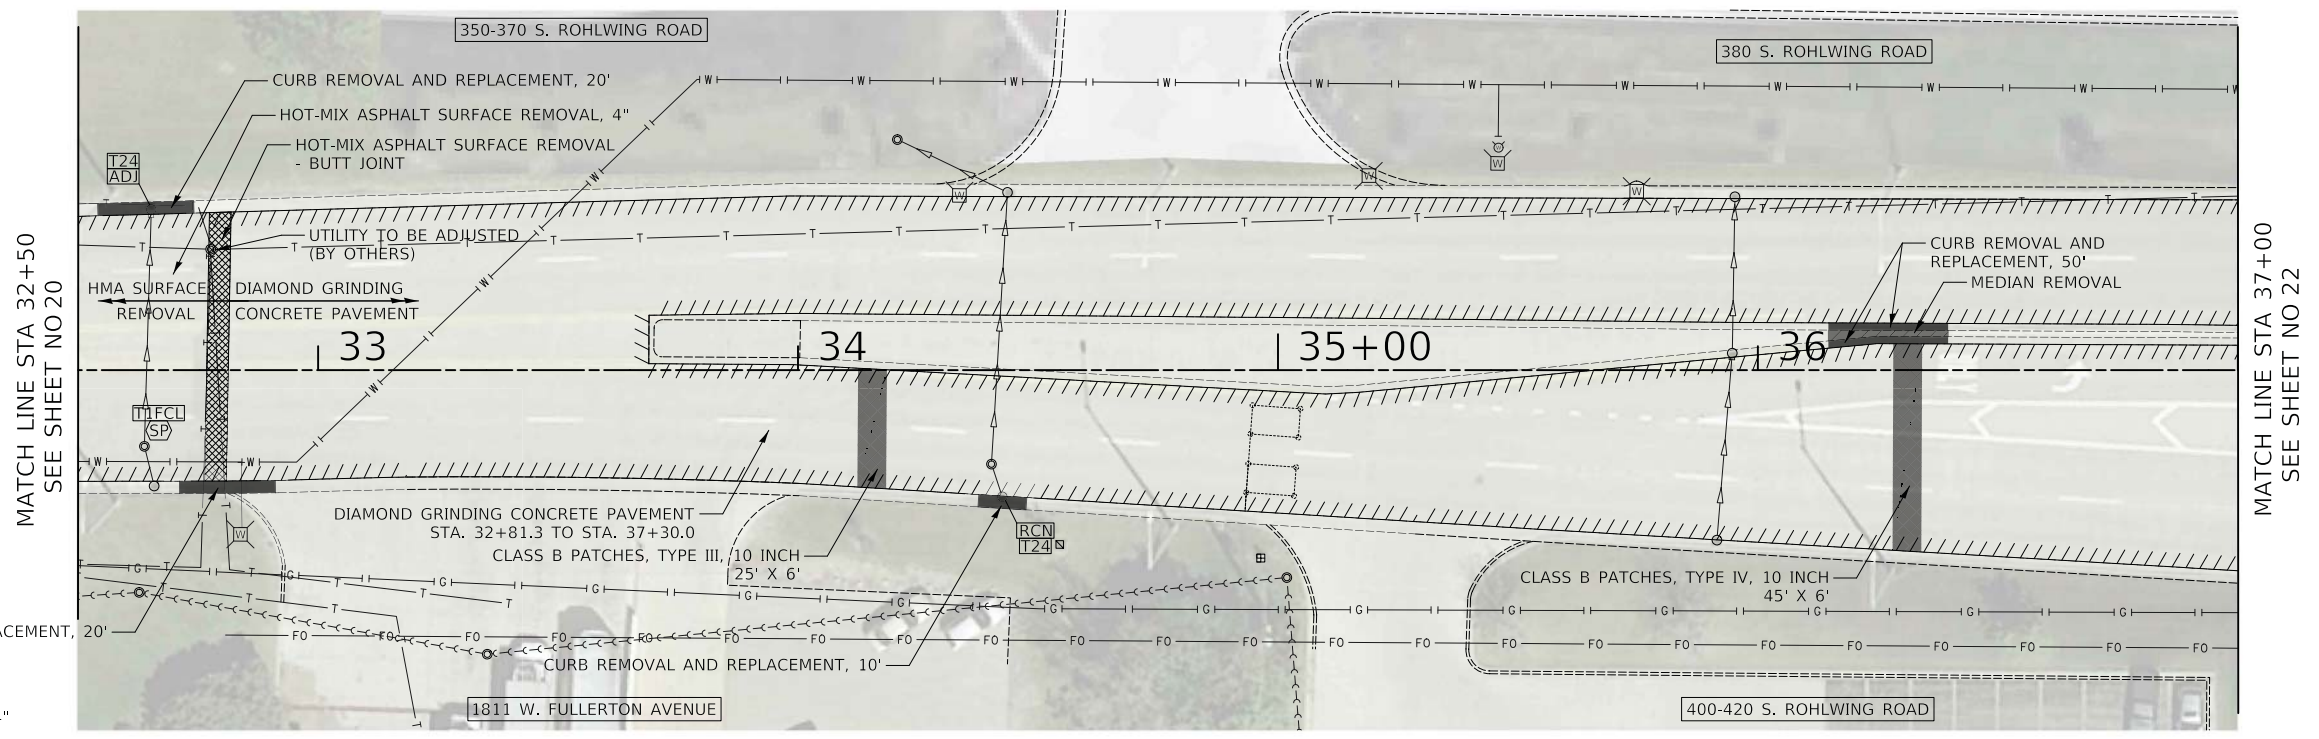 350-370 S. ROHLWING ROAD
380 S. ROHLWING ROAD
CURB REMOVAL AND REPLACEMENT, 20'
HOT-MIX ASPHALT SURFACE REMOVAL, 4"
HOT-MIX ASPHALT SURFACE REMOVAL
- BUTT JOINT
T24
ADJ
UTILITY TO BE ADJUSTED
(BY OTHERS)
HMA SURFACE
REMOVAL
DIAMOND GRINDING
CONCRETE PAVEMENT
CURB REMOVAL AND
REPLACEMENT, 50'
MEDIAN REMOVAL
MATCH LINE STA 32+50
SEE SHEET NO 20
33
34
35+00
36
MATCH LINE STA 37+00
SEE SHEET NO 22
T1FCL
SP
DIAMOND GRINDING CONCRETE PAVEMENT
STA. 32+81.3 TO STA. 37+30.0
CLASS B PATCHES, TYPE III, 10 INCH
25' X 6'
RCN
T24
CLASS B PATCHES, TYPE IV, 10 INCH
45' X 6'
ACEMENT, 20'
CURB REMOVAL AND REPLACEMENT, 10'
1811 W. FULLERTON AVENUE
400-420 S. ROHLWING ROAD